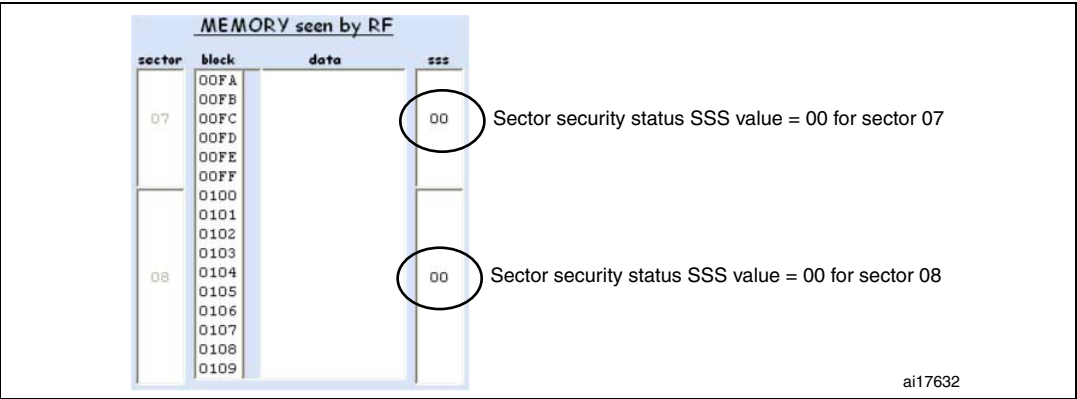 MEMORY seen by RF
sector block data sss
00FA
00FB
07 00FC 00 Sector security status SSS value = 00 for sector 07
00FD
00FE
00FF
0100
0101
0102
0103
08 0104 00 Sector security status SSS value = 00 for sector 08
0105
0106
0107
0108
0109
ai17632